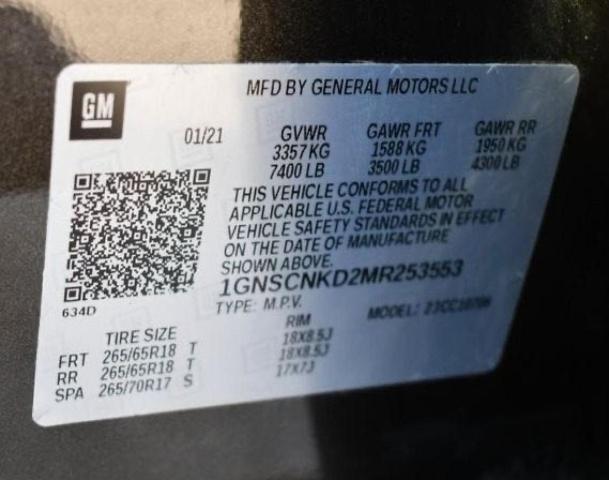 GM
MFD BY GENERAL MOTORS LLC
01/21 GVWR GAWR FRT GAWR RR
3357 KG 1588 KG 1950 KG
7400 LB 3500 LB 4300 LB
THIS VEHICLE CONFORMS TO ALL
APPLICABLE U.S. FEDERAL MOTOR
VEHICLE SAFETY STANDARDS IN EFFECT
ON THE DATE OF MANUFACTURE
SHOWN ABOVE.
1GNSCNKD2MR253553
634D TYPE: M.P.V. MODEL:
TIRE SIZE RIM
FRT 265/65R18 T 18X8.5J
RR 265/65R18 T 18X8.5J
SPA 265/70R17 S 17X7J